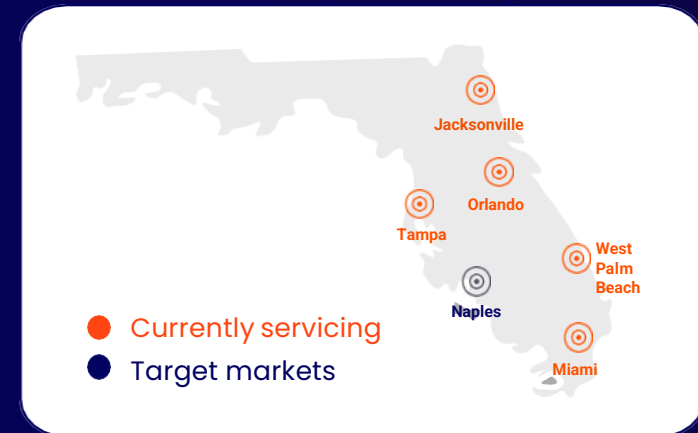 Jacksonville
Orlando
Tampa
West
Palm
Beach
Naples
Miami
Currently servicing
Target markets